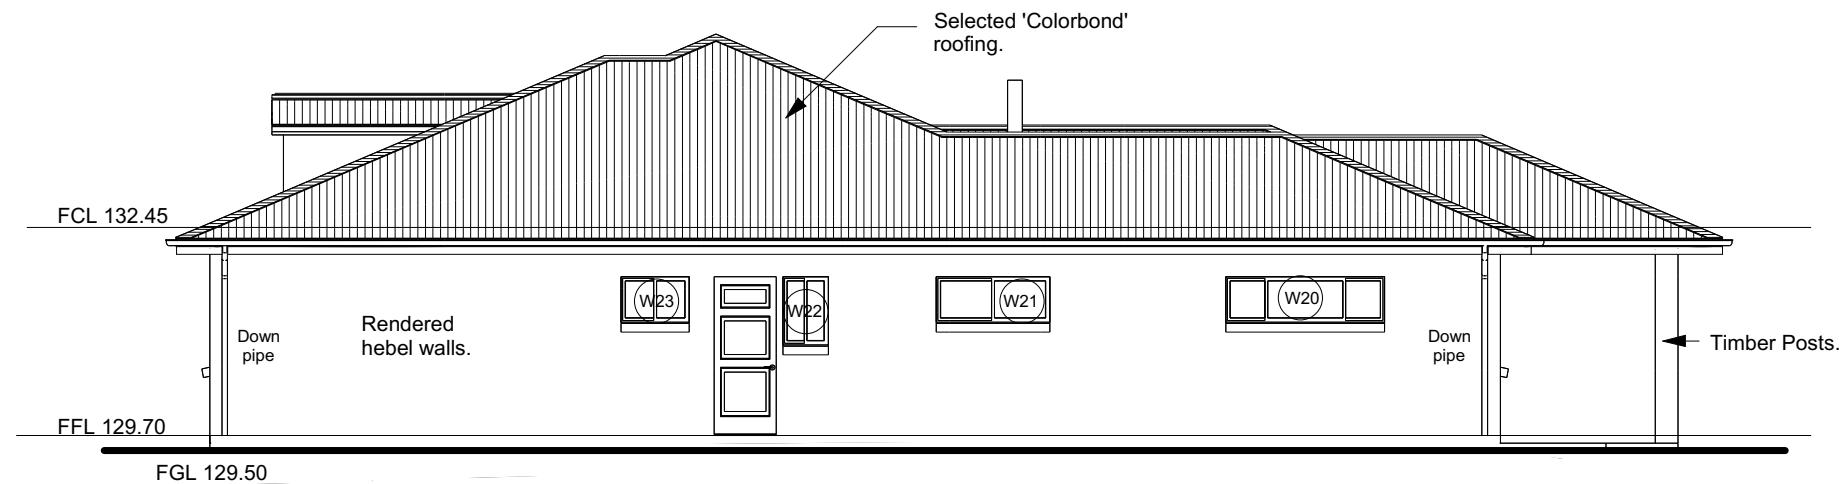 Selected 'Colorbond'
roofing.
FCL 132.45
W23
W22
W21
W20
Rendered
hebel walls.
Down
pipe
Down
pipe
Timber Posts.
FFL 129.70
FGL 129.50